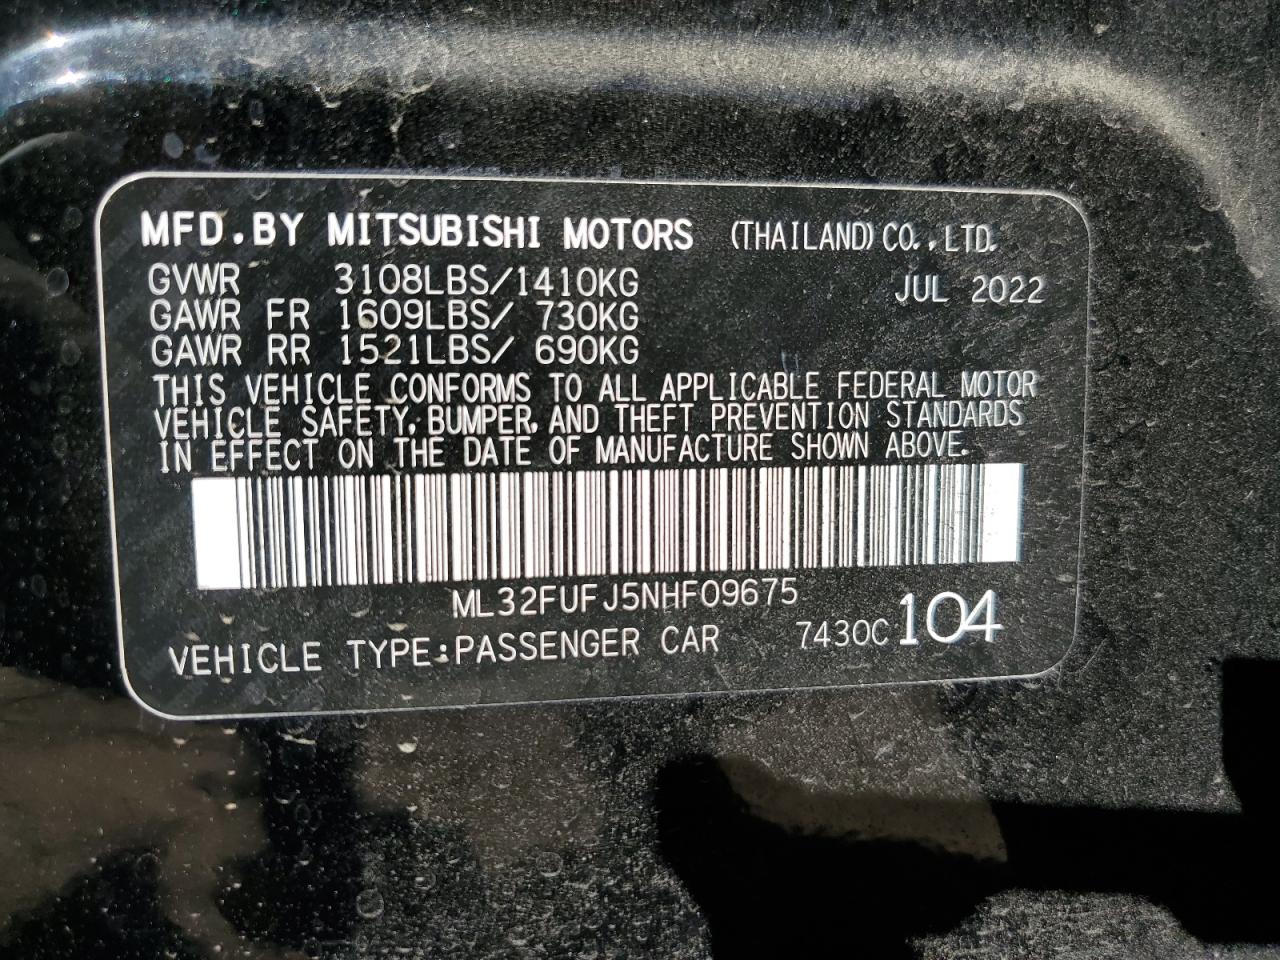 MFD.BY MITSUBISHI MOTORS (THAILAND) CO.,LTD.
GVWR 3108LBS/1410KG JUL 2022
GAWR FR 1609LBS/ 730KG
GAWR RR 1521LBS/ 690KG
THIS VEHICLE CONFORMS TO ALL APPLICABLE FEDERAL MOTOR
VEHICLE SAFETY, BUMPER, AND THEFT PREVENTION STANDARDS
IN EFFECT ON THE DATE OF MANUFACTURE SHOWN ABOVE.
ML32FUFJ5NHF09675
VEHICLE TYPE:PASSENGER CAR 7430C 104